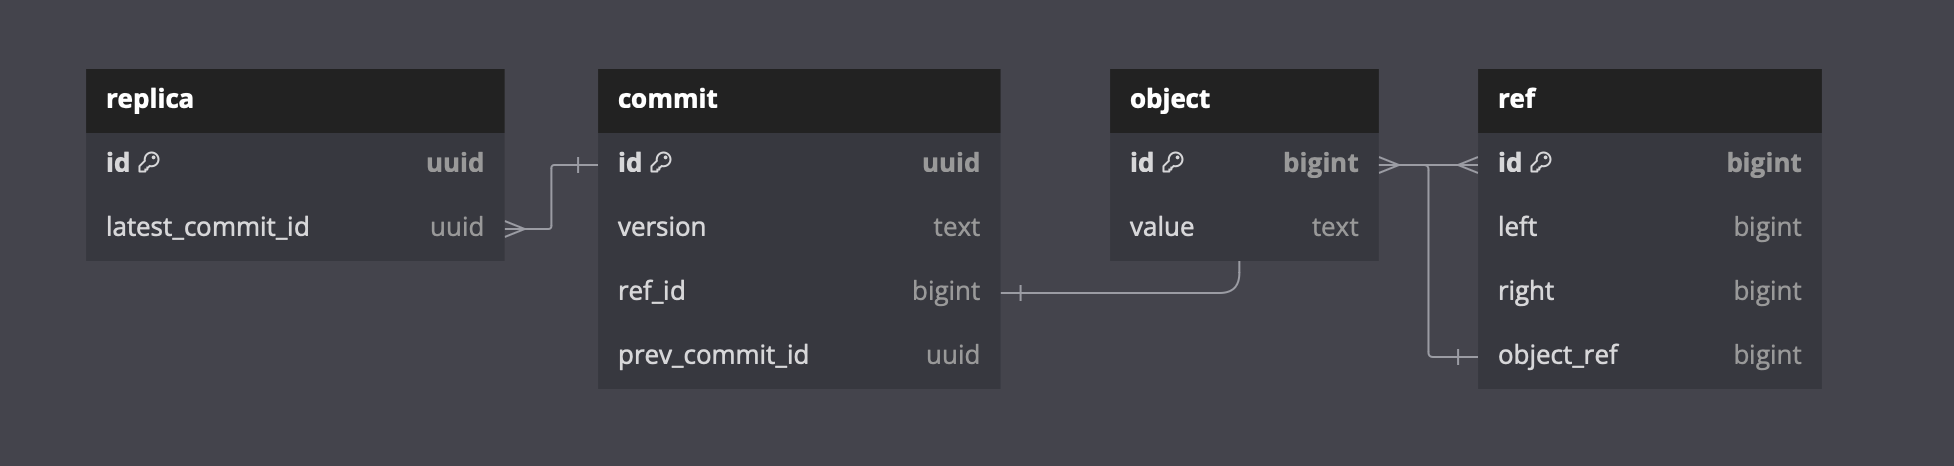 replica
id uuid
latest_commit_id uuid
commit
id uuid
version text
ref_id bigint
prev_commit_id uuid
object
id bigint
value text
ref
id bigint
left bigint
right bigint
object_ref bigint